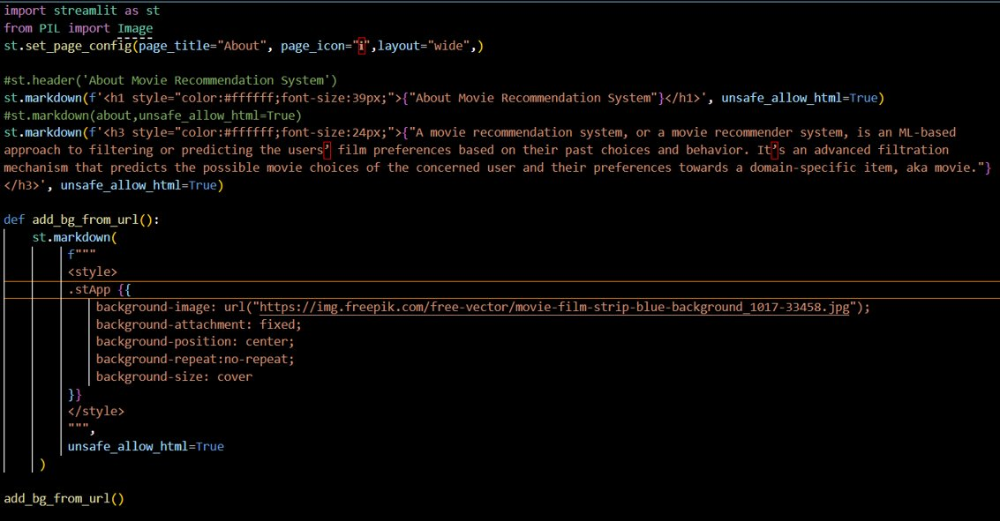 import streamlit as st
from PIL import Image
st.set_page_config(page_title="About", page_icon="ℹ",layout="wide",)
#st.header('About Movie Recommendation System')
st.markdown(f'<h1 style="color:#ffffff;font-size:39px;">{"About Movie Recommendation System"}</h1>', unsafe_allow_html=True)
#st.markdown(about,unsafe_allow_html=True)
st.markdown(f'<h3 style="color:#ffffff;font-size:24px;">{"A movie recommendation system, or a movie recommender system, is an ML-based
approach to filtering or predicting the users’ film preferences based on their past choices and behavior. It’s an advanced filtration
mechanism that predicts the possible movie choices of the concerned user and their preferences towards a domain-specific item, aka movie."}
</h3>', unsafe_allow_html=True)
def add_bg_from_url():
    st.markdown(
         f"""
         <style>
         .stApp {{
             background-image: url("https://img.freepik.com/free-vector/movie-film-strip-blue-background_1017-33458.jpg");
             background-attachment: fixed;
             background-position: center;
             background-repeat:no-repeat;
             background-size: cover
         }}
         </style>
         """,
         unsafe_allow_html=True
     )
add_bg_from_url()